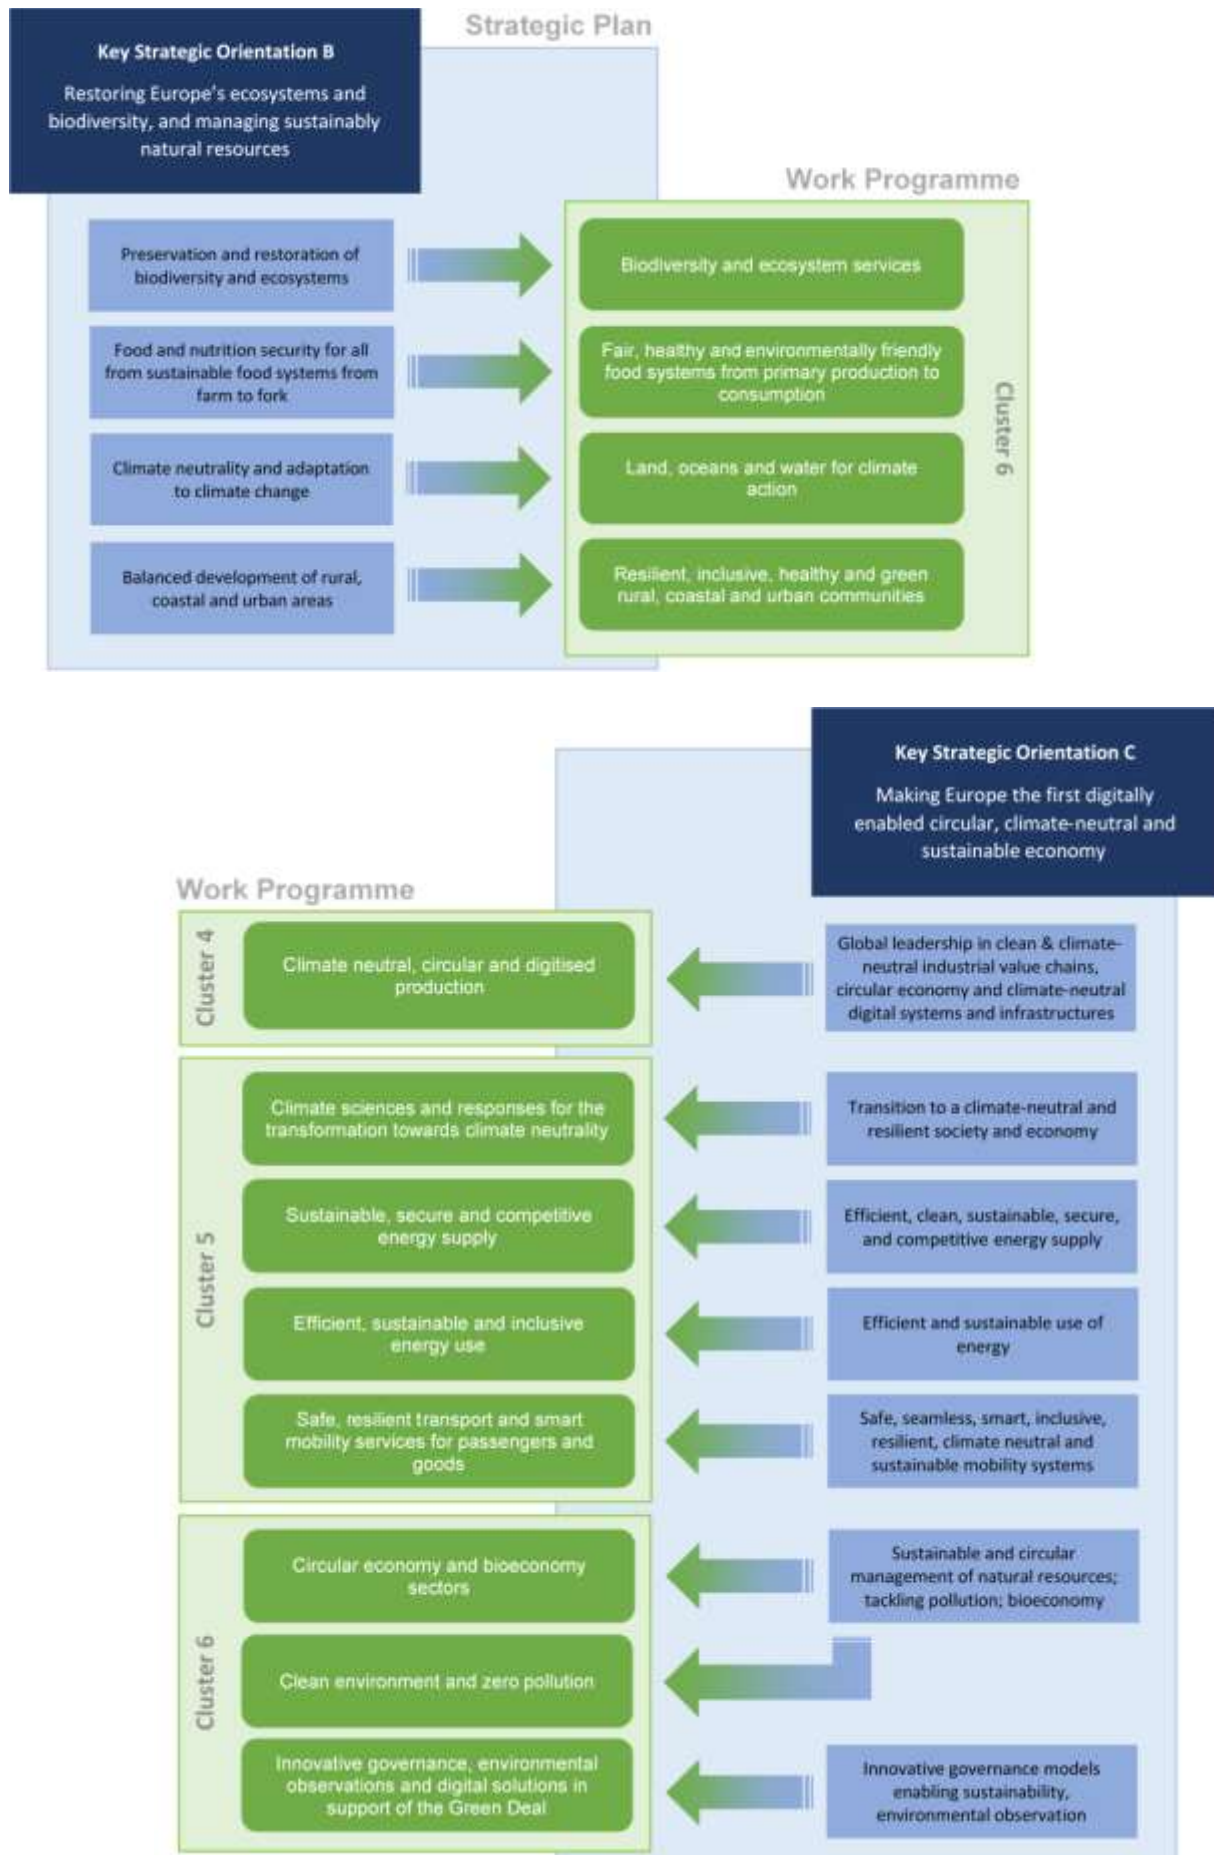 Strategic Plan
Key Strategic Orientation B
Restoring Europe's ecosystems and
biodiversity, and managing sustainably
natural resources
Work Programme
Preservation and restoration of
biodiversity and ecosystems
Biodiversity and ecosystem services
Food and nutrition security for all
from sustainable food systems from
farm to fork
Fair, healthy and environmentally friendly
food systems from primary production to
consumption
Climate neutrality and adaptation
to climate change
Land, oceans and water for climate
action
Balanced development of rural,
coastal and urban areas
Resilient, inclusive, healthy and green
rural, coastal and urban communities
Cluster 6
Key Strategic Orientation C
Making Europe the first digitally
enabled circular, climate-neutral and
sustainable economy
Work Programme
Cluster 4
Climate neutral, circular and digitised
production
Global leadership in clean & climate-
neutral industrial value chains,
circular economy and climate-neutral
digital systems and infrastructures
Cluster 5
Climate sciences and responses for the
transformation towards climate neutrality
Transition to a climate-neutral and
resilient society and economy
Sustainable, secure and competitive
energy supply
Efficient, clean, sustainable, secure,
and competitive energy supply
Efficient, sustainable and inclusive
energy use
Efficient and sustainable use of
energy
Safe, resilient transport and smart
mobility services for passengers and
goods
Safe, seamless, smart, inclusive,
resilient, climate neutral and
sustainable mobility systems
Cluster 6
Circular economy and bioeconomy
sectors
Sustainable and circular
management of natural resources;
tackling pollution; bioeconomy
Clean environment and zero pollution
Innovative governance, environmental
observations and digital solutions in
support of the Green Deal
Innovative governance models
enabling sustainability,
environmental observation